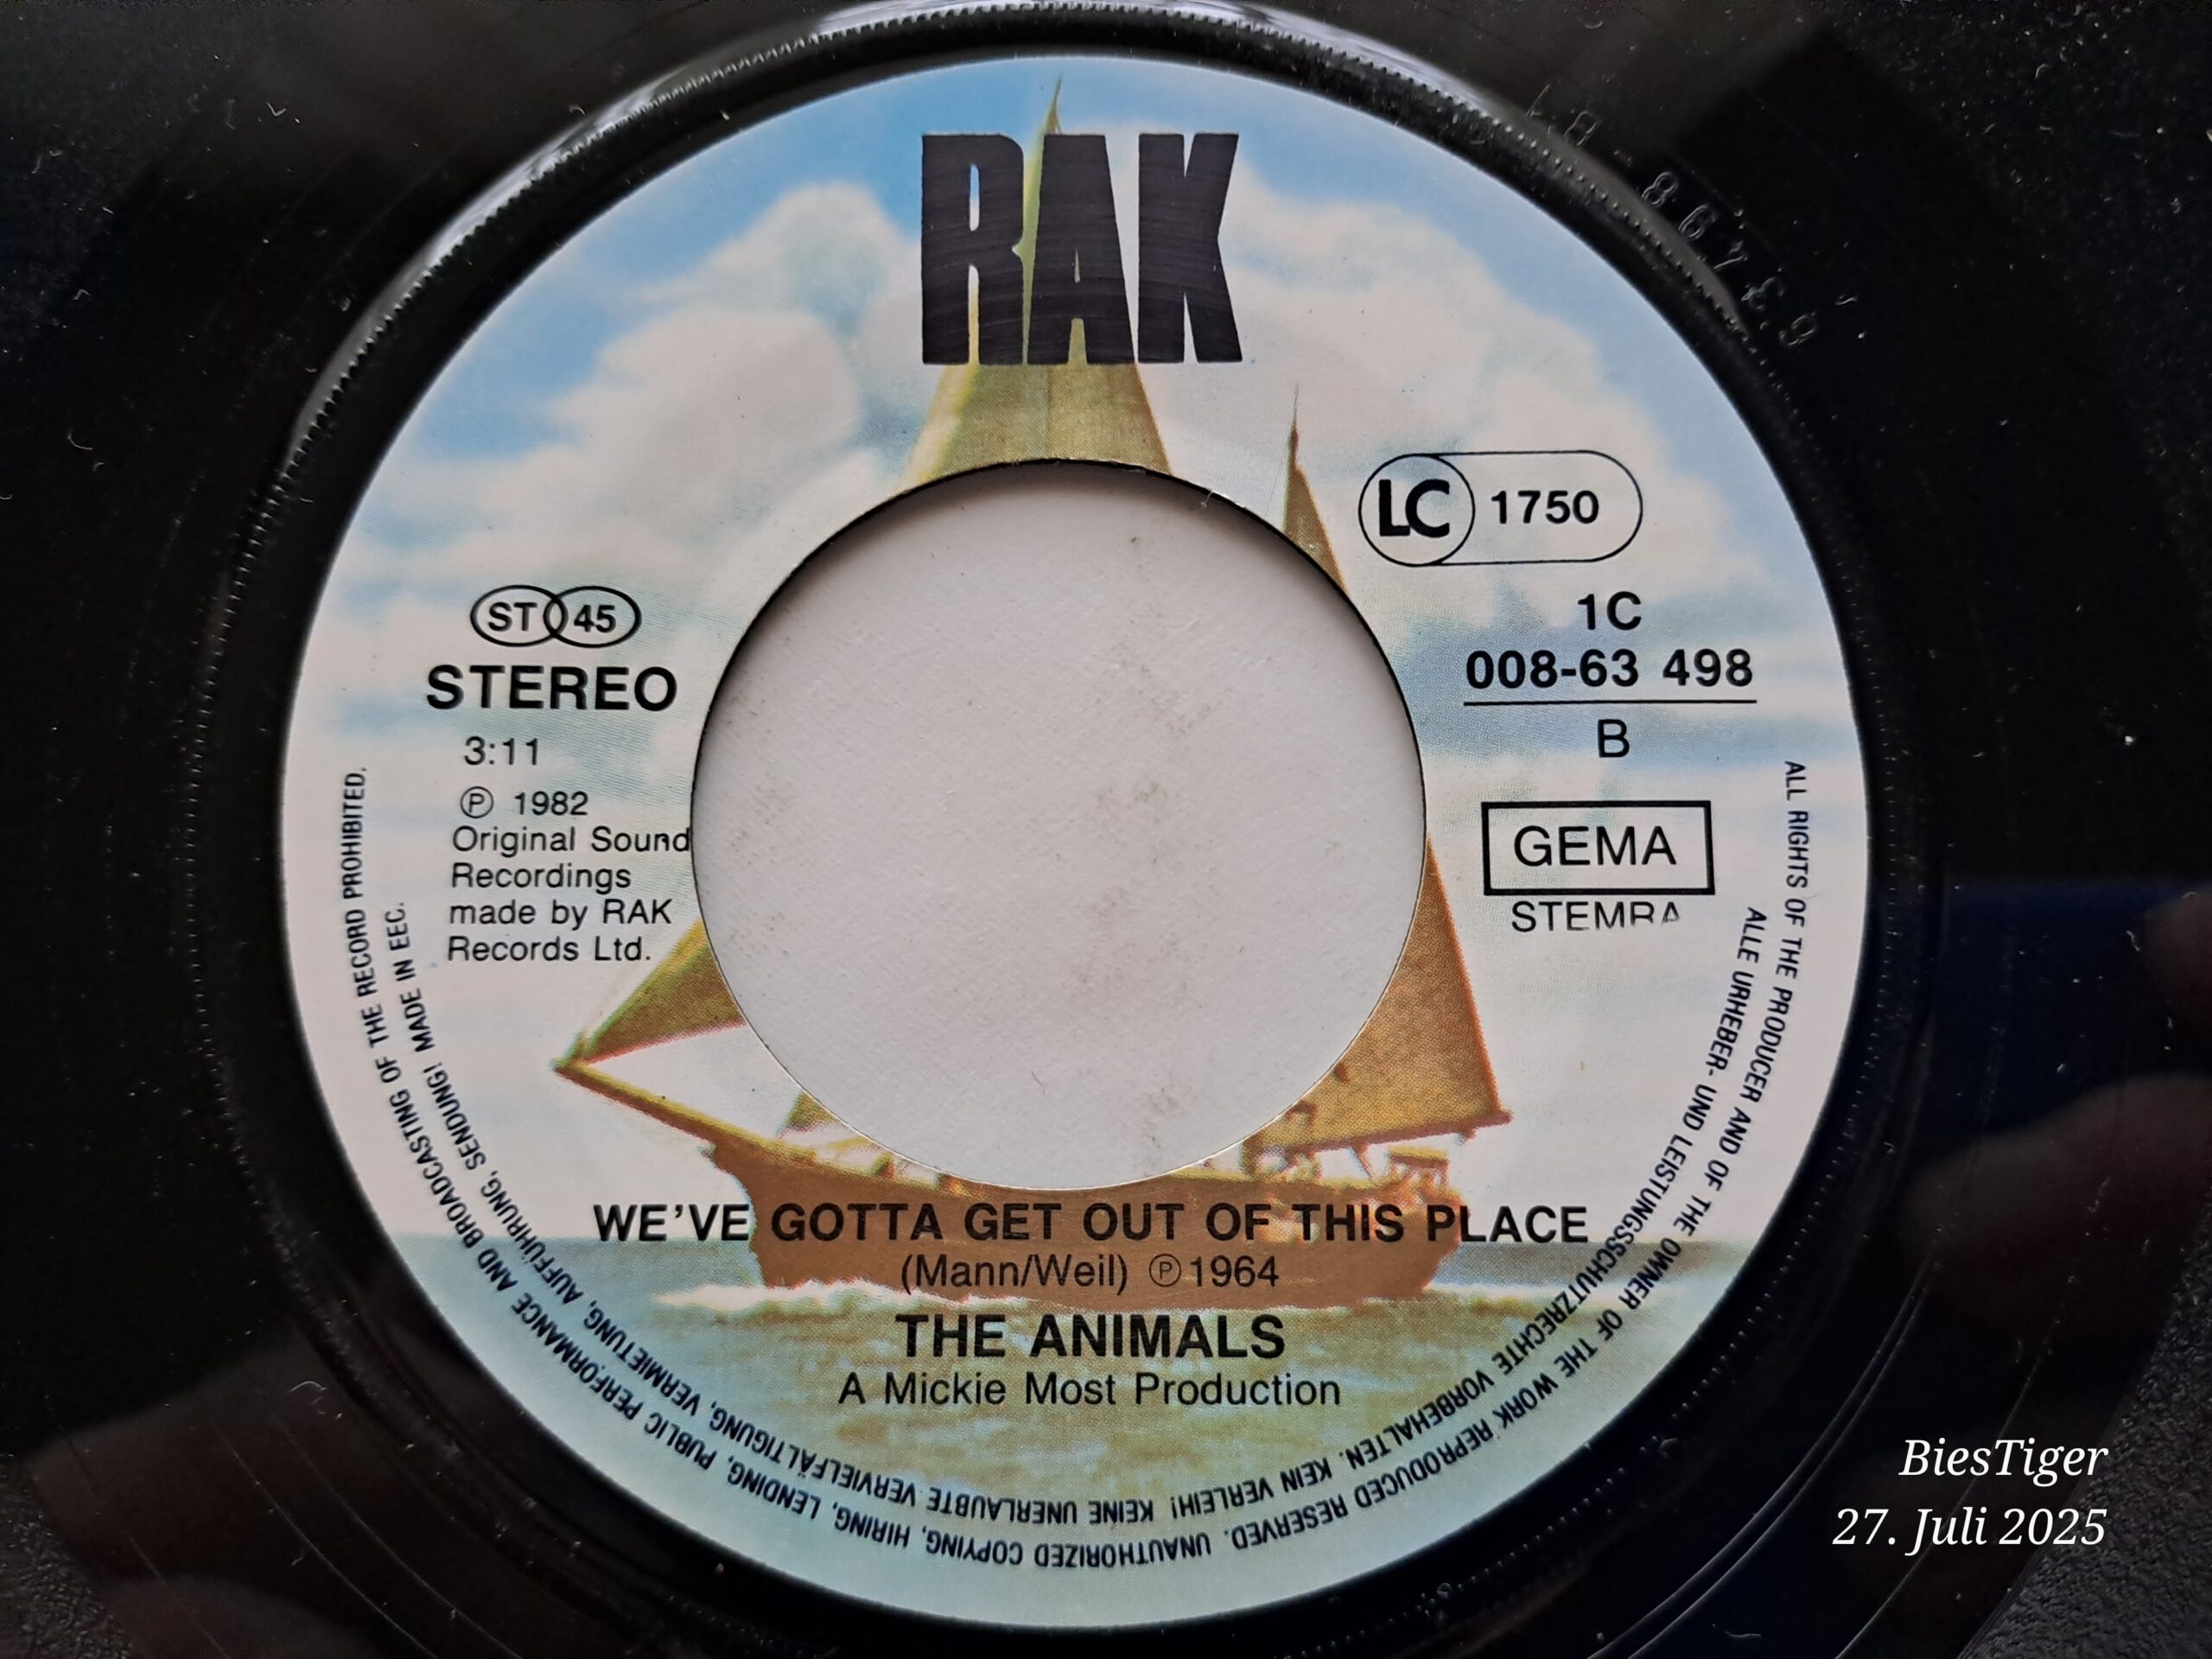 RAK
LC 1750
1C
008-63 498
B
GEMA
STEMRA
ST 45
STEREO
3:11
Ⓟ 1982
Original Sound
Recordings
made by RAK
Records Ltd.
WE'VE GOTTA GET OUT OF THIS PLACE
(Mann/Weil) Ⓟ 1964
THE ANIMALS
A Mickie Most Production
ALL RIGHTS OF THE PRODUCER AND OF THE OWNER OF THE WORK REPRODUCED RESERVED. UNAUTHORIZED COPYING, HIRING, LENDING, PUBLIC PERFORMANCE AND BROADCASTING OF THE RECORD PROHIBITED.
ALLE URHEBER- UND LEISTUNGSSCHUTZRECHTE VORBEHALTEN. KEIN VERLEIH! KEINE UNERLAUBTE VERVIELFÄLTIGUNG, VERMIETUNG, AUFFÜHRUNG, SENDUNG! MADE IN EEC.
BiesTiger
27. Juli 2025